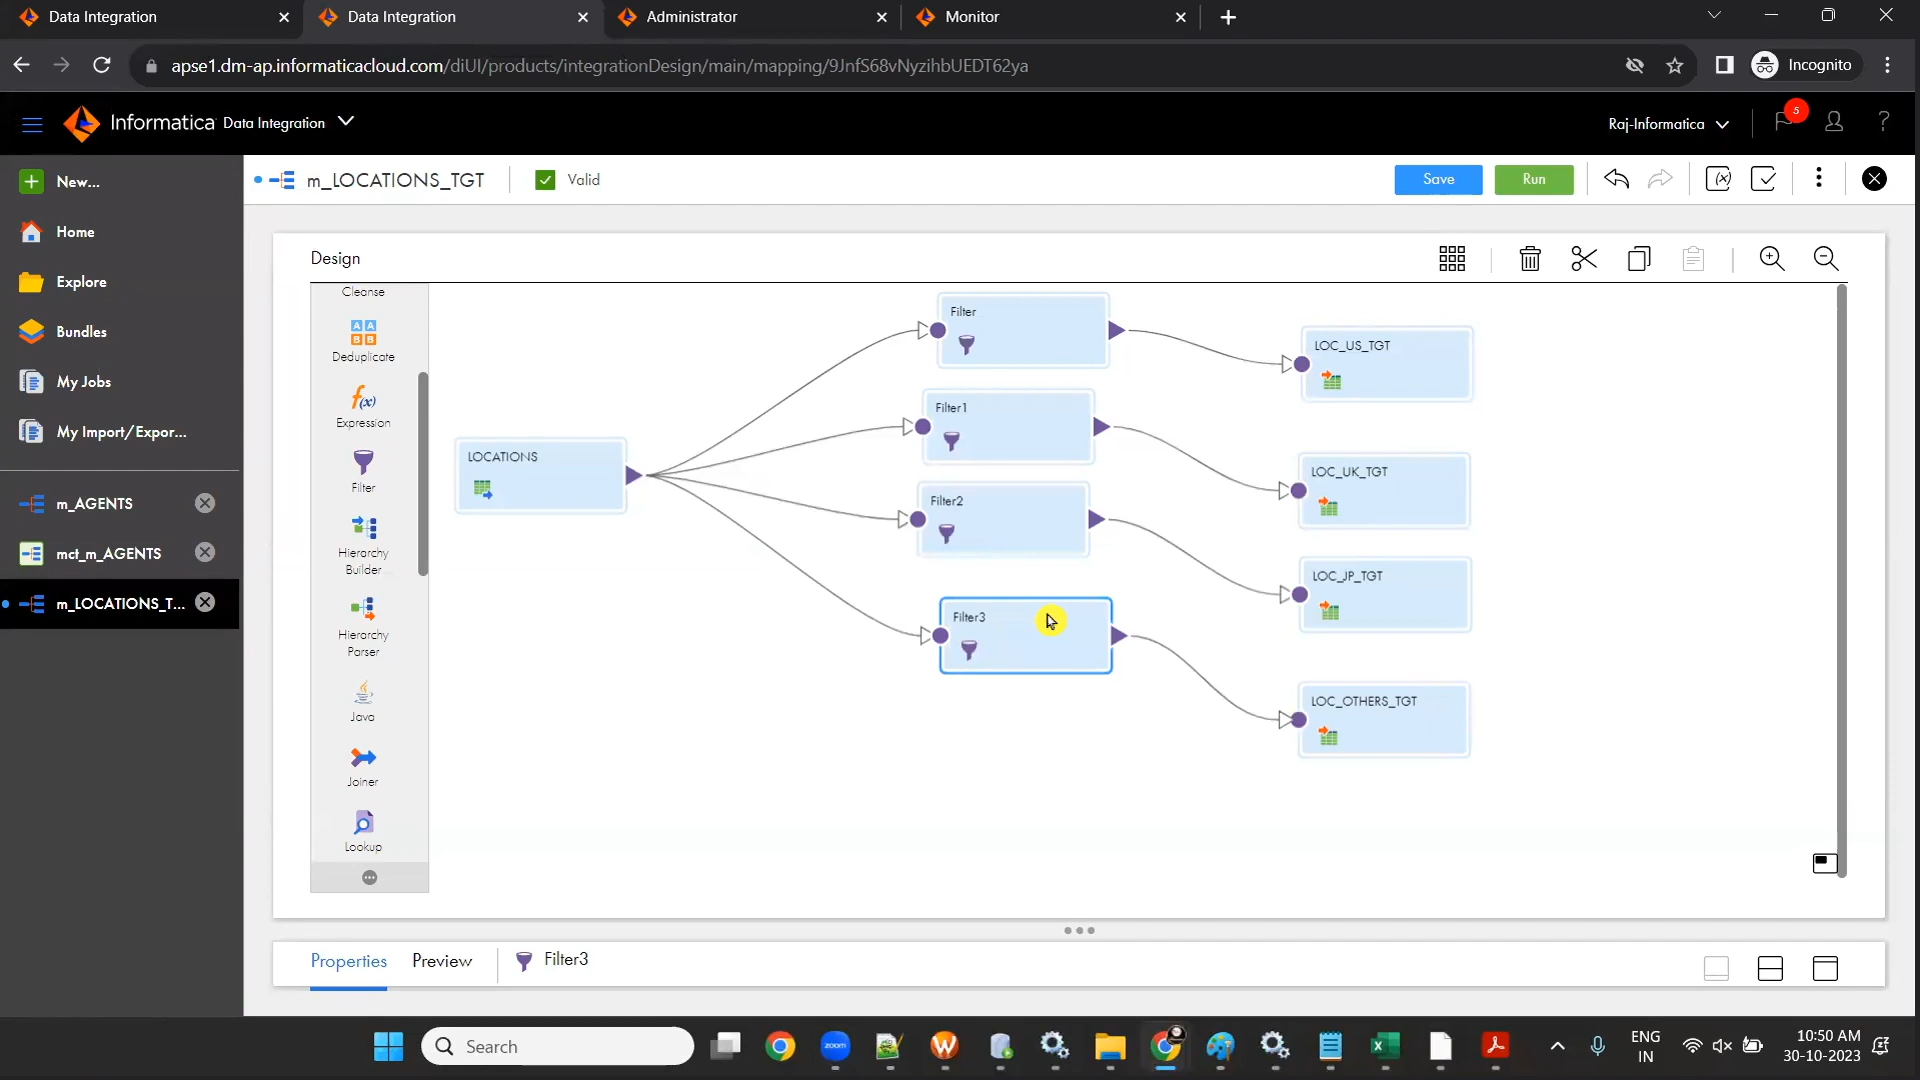 Data Integration
Data Integration
Administrator
Monitor
apse1.dm-ap.informaticacloud.com/diUI/products/integrationDesign/main/mapping/9JnfS68vNyzihbUEDT62ya
Incognito
Informatica Data Integration
Raj-Informatica
5
?
New...
m_LOCATIONS_TGT
Valid
Save
Run
(x)
Home
Explore
Bundles
My Jobs
My Import/Expor...
m_AGENTS
mct_m_AGENTS
m_LOCATIONS_T...
Design
Cleanse
A A
B B
Deduplicate
f(x)
Expression
Filter
Hierarchy
Builder
Hierarchy
Parser
Java
Joiner
Lookup
LOCATIONS
Filter
Filter1
Filter2
Filter3
LOC_US_TGT
LOC_UK_TGT
LOC_JP_TGT
LOC_OTHERS_TGT
Properties
Preview
Filter3
Search
zoom
W
ENG
IN
10:50 AM
30-10-2023